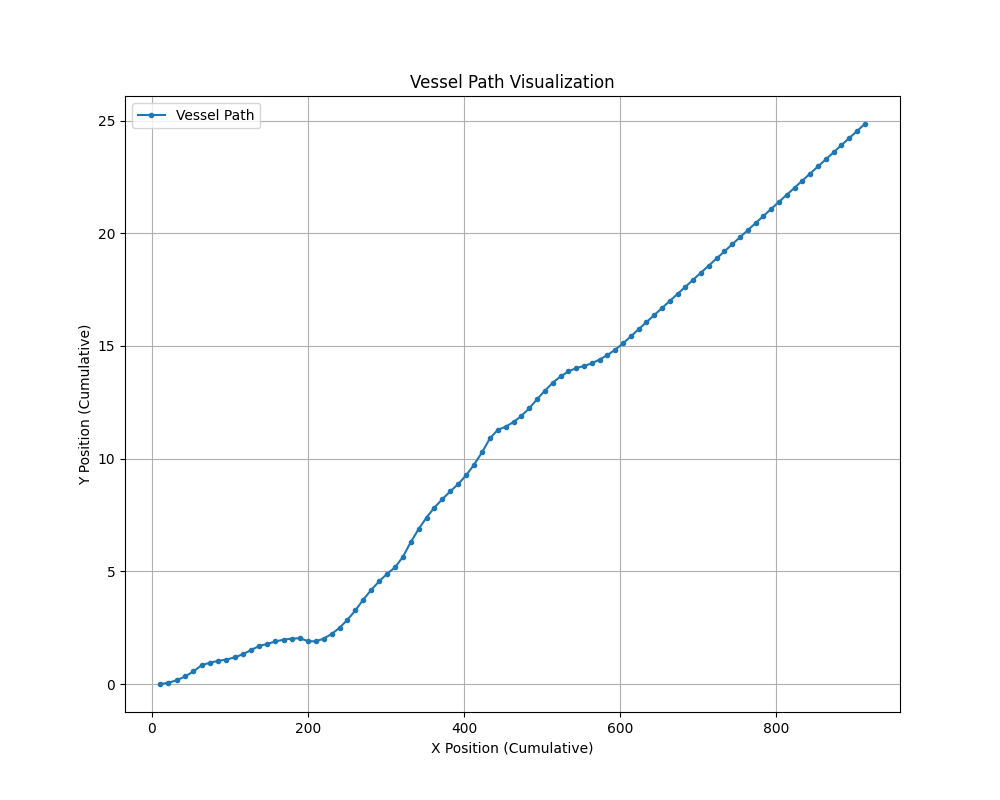 Vessel Path Visualization
Vessel Path
25
20
15
10
5
0
Y Position (Cumulative)
0 200 400 600 800
X Position (Cumulative)